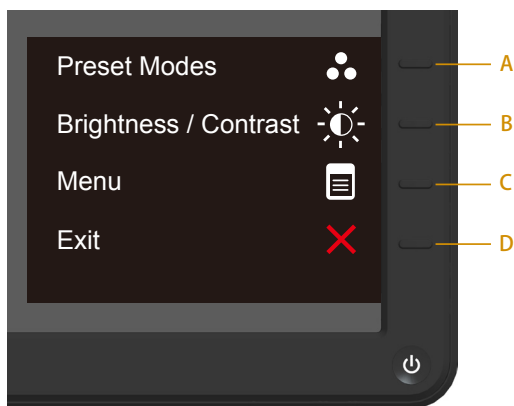 Preset Modes
A
Brightness / Contrast
B
Menu
C
Exit
D